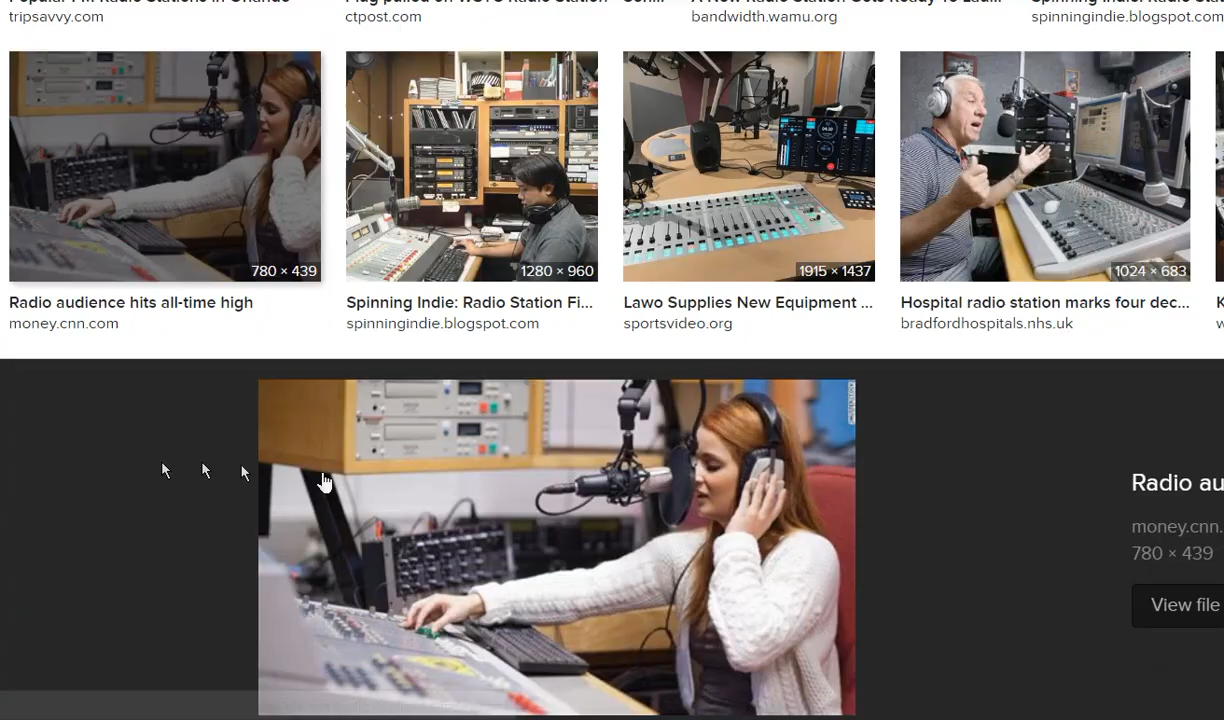 tripsavvy.com
ctpost.com
bandwidth.wamu.org
spinningindie.blogspot.com
780 × 439
1280 × 960
1915 × 1437
1024 × 683
Radio audience hits all-time high
Spinning Indie: Radio Station Fi...
Lawo Supplies New Equipment ...
Hospital radio station marks four dec...
money.cnn.com
spinningindie.blogspot.com
sportsvideo.org
bradfordhospitals.nhs.uk
Radio au
money.cnn.
780 × 439
View file